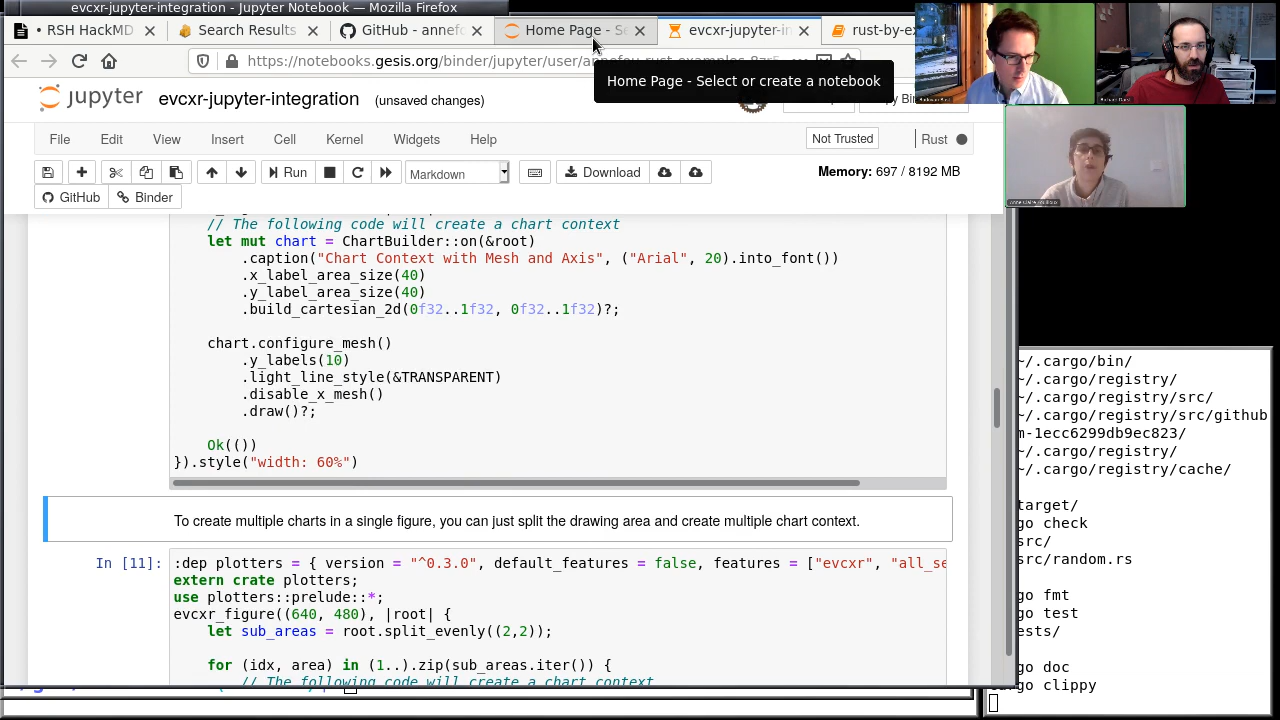 evcxr-jupyter-integration - Jupyter Notebook — Mozilla Firefox
• RSH HackMD
Search Results
GitHub - annefo
Home Page - Se
evcxr-jupyter-in
rust-by-ex
https://notebooks.gesis.org/binder/jupyter/user/annefou-rust-examples-
Home Page - Select or create a notebook
jupyter
evcxr-jupyter-integration
(unsaved changes)
File
Edit
View
Insert
Cell
Kernel
Widgets
Help
Not Trusted
Rust
Run
Markdown
Download
Memory: 697 / 8192 MB
GitHub
Binder
// The following code will create a chart context
let mut chart = ChartBuilder::on(&root)
.caption("Chart Context with Mesh and Axis", ("Arial", 20).into_font())
.x_label_area_size(40)
.y_label_area_size(40)
.build_cartesian_2d(0f32..1f32, 0f32..1f32)?;
chart.configure_mesh()
.y_labels(10)
.light_line_style(&TRANSPARENT)
.disable_x_mesh()
.draw()?;
Ok(())
}).style("width: 60%")
To create multiple charts in a single figure, you can just split the drawing area and create multiple chart context.
In [11]:
:dep plotters = { version = "^0.3.0", default_features = false, features = ["evcxr", "all_se
extern crate plotters;
use plotters::prelude::*;
evcxr_figure((640, 480), |root| {
let sub_areas = root.split_evenly((2,2));
for (idx, area) in (1..).zip(sub_areas.iter()) {
// The following code will create a chart context
~/.cargo/bin/
~/.cargo/registry/
~/.cargo/registry/src/
~/.cargo/registry/src/github
m-1ecc6299db9ec823/
~/.cargo/registry/
~/.cargo/registry/cache/
target/
go check
src/
src/random.rs
go fmt
go test
ests/
go doc
cargo clippy